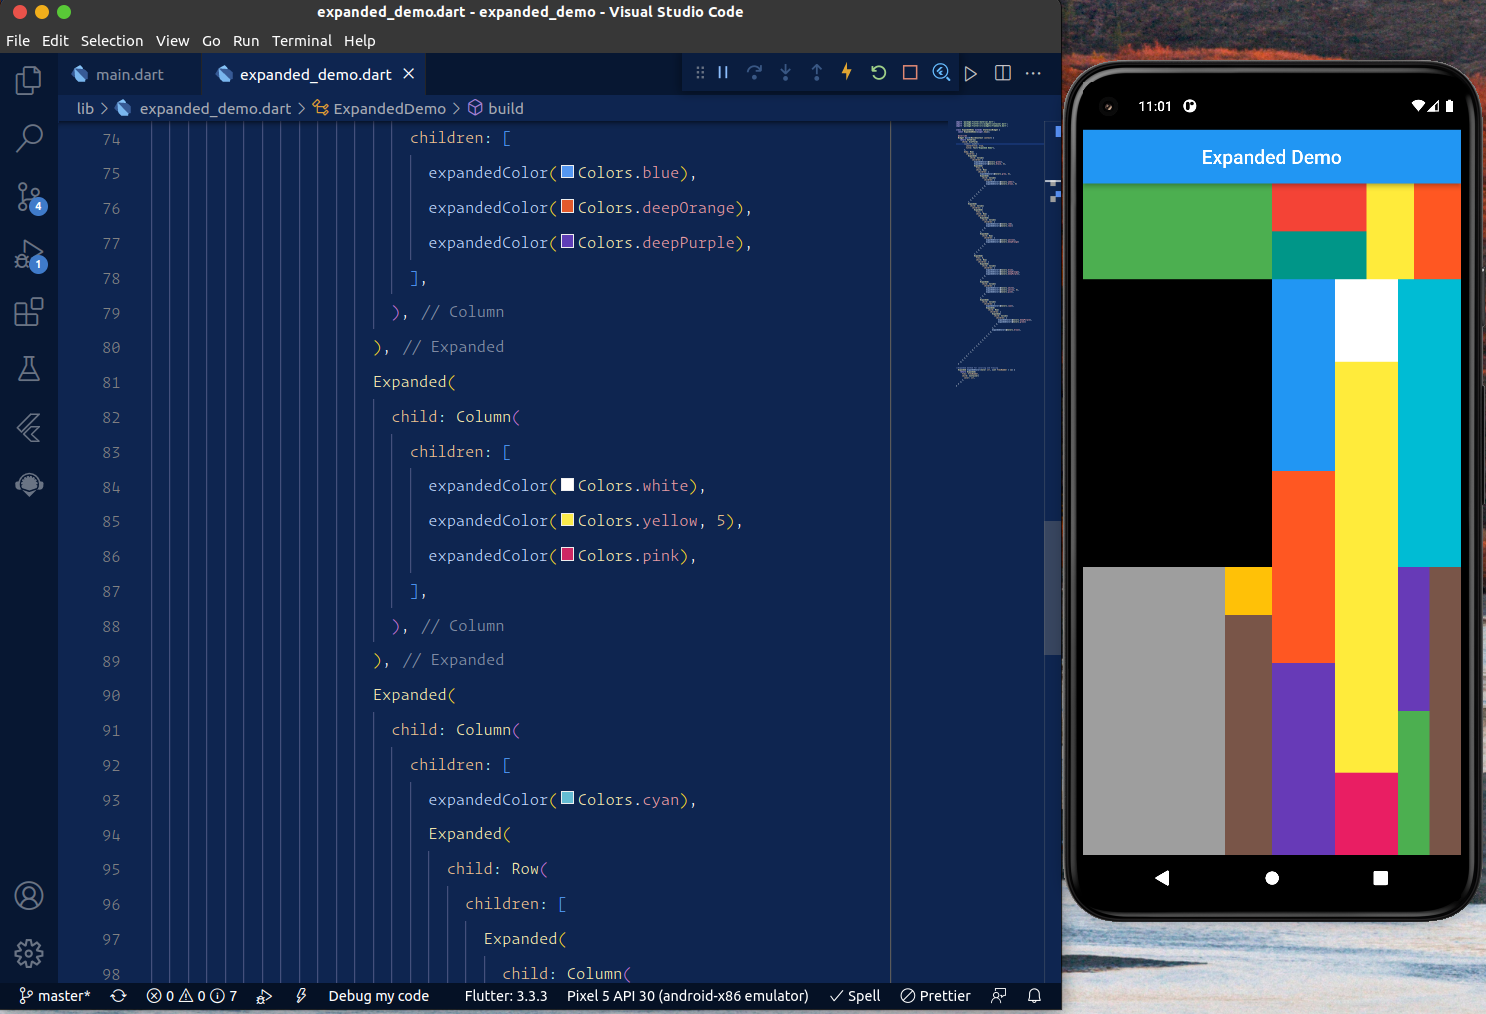 expanded_demo.dart - expanded_demo - Visual Studio Code
File Edit Selection View Go Run Terminal Help
main.dart expanded_demo.dart
lib > expanded_demo.dart > ExpandedDemo > build
74 children: [
75 expandedColor(Colors.blue),
76 expandedColor(Colors.deepOrange),
77 expandedColor(Colors.deepPurple),
78 ],
79 ), // Column
80 ), // Expanded
81 Expanded(
82 child: Column(
83 children: [
84 expandedColor(Colors.white),
85 expandedColor(Colors.yellow, 5),
86 expandedColor(Colors.pink),
87 ],
88 ), // Column
89 ), // Expanded
90 Expanded(
91 child: Column(
92 children: [
93 expandedColor(Colors.cyan),
94 Expanded(
95 child: Row(
96 children: [
97 Expanded(
98 child: Column(
4
1
master* 0 0 7 Debug my code Flutter: 3.3.3 Pixel 5 API 30 (android-x86 emulator) Spell Prettier
11:01
Expanded Demo